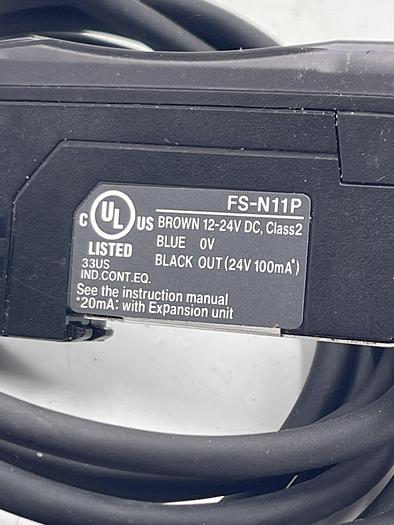 FS-N11P
C UL US
LISTED
33US
IND.CONT.EQ.
BROWN 12-24V DC, Class2
BLUE 0V
BLACK OUT (24V 100mA*)
See the instruction manual
*20mA: with Expansion unit